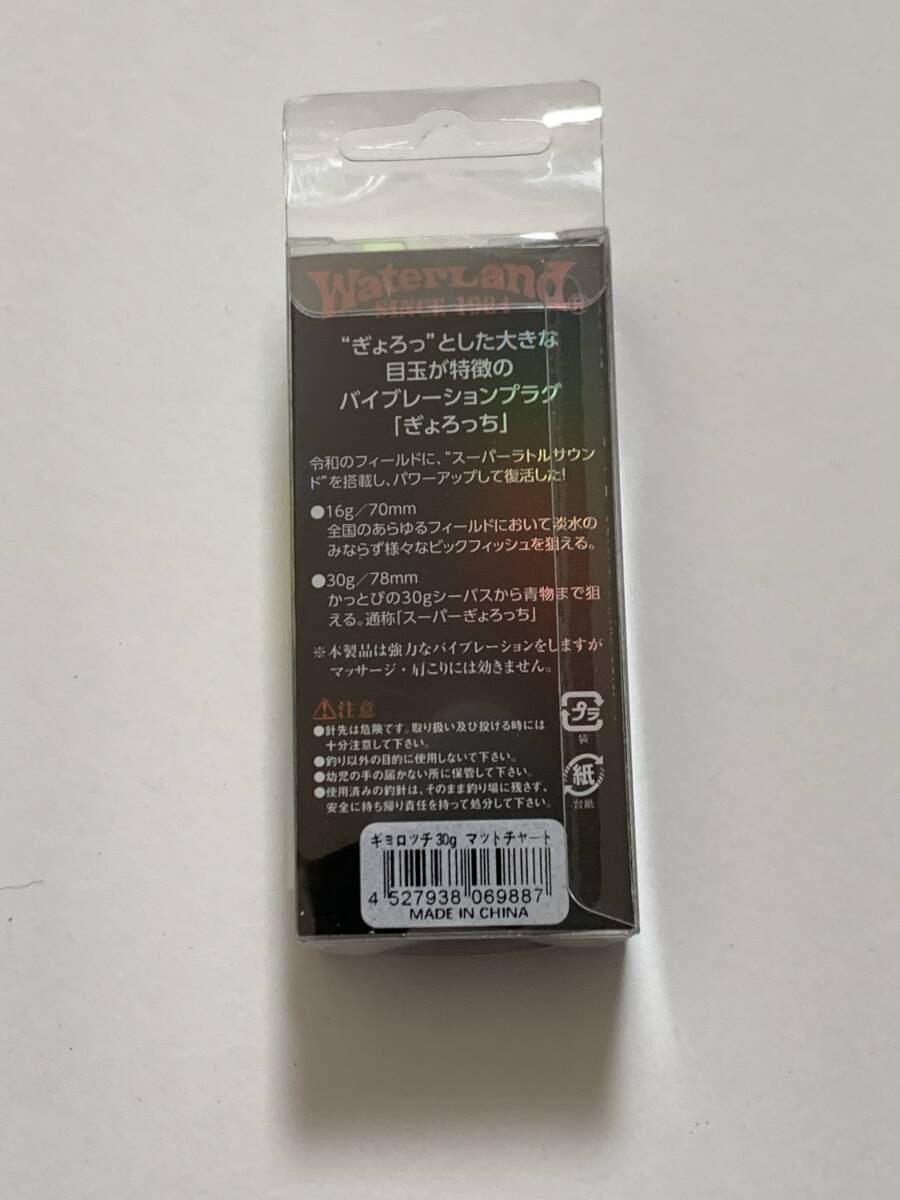 WaterLand
SINCE 1984
®
“ぎょろっ”とした大きな
目玉が特徴の
バイブレーションプラグ
「ぎょろっち」
令和のフィールドに、“スーパーラトルサウン
ド”を搭載し、パワーアップして復活した!
●16g/70mm
全国のあらゆるフィールドにおいて淡水の
みならず様々なビックフィッシュを狙える。
●30g/78mm
かっとびの30gシーバスから青物まで狙
える。通称「スーパーぎょろっち」
※本製品は強力なバイブレーションをしますが
マッサージ・肩こりには効きません。
⚠注意
●針先は危険です。取り扱い及び投げる時には
十分注意して下さい。
●釣り以外の目的に使用しないで下さい。
●幼児の手の届かない所に保管して下さい。
●使用済みの釣針は、そのまま釣り場に残さず、
安全に持ち帰り責任を持って処分して下さい。
プラ
袋
紙
台紙
ギョロッチ30g マットチャート
4 527938 069887
MADE IN CHINA